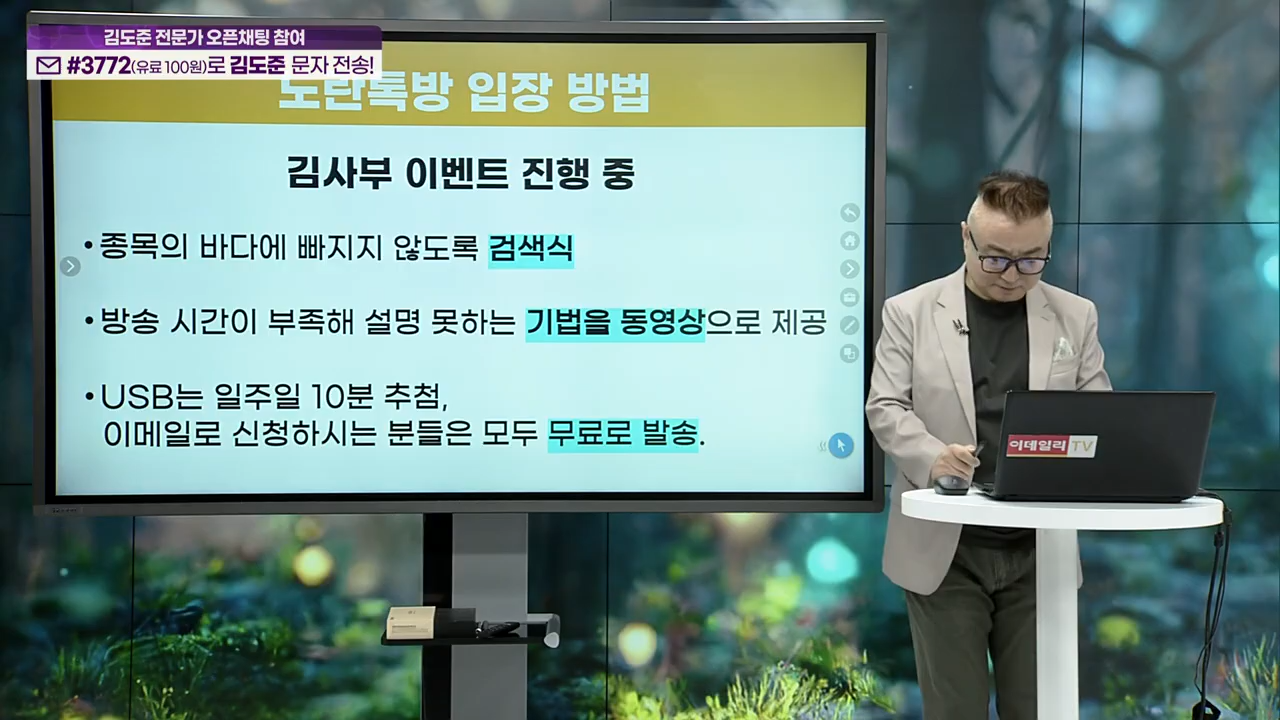 김도준 전문가 오픈채팅 참여
#3772(유료 100원)로 김도준 문자 전송!
노란톡방 입장 방법
김사부 이벤트 진행 중
•종목의 바다에 빠지지 않도록 검색식
•방송 시간이 부족해 설명 못하는 기법을 동영상으로 제공
•USB는 일주일 10분 추첨,
이메일로 신청하시는 분들은 모두 무료로 발송.
이데일리TV